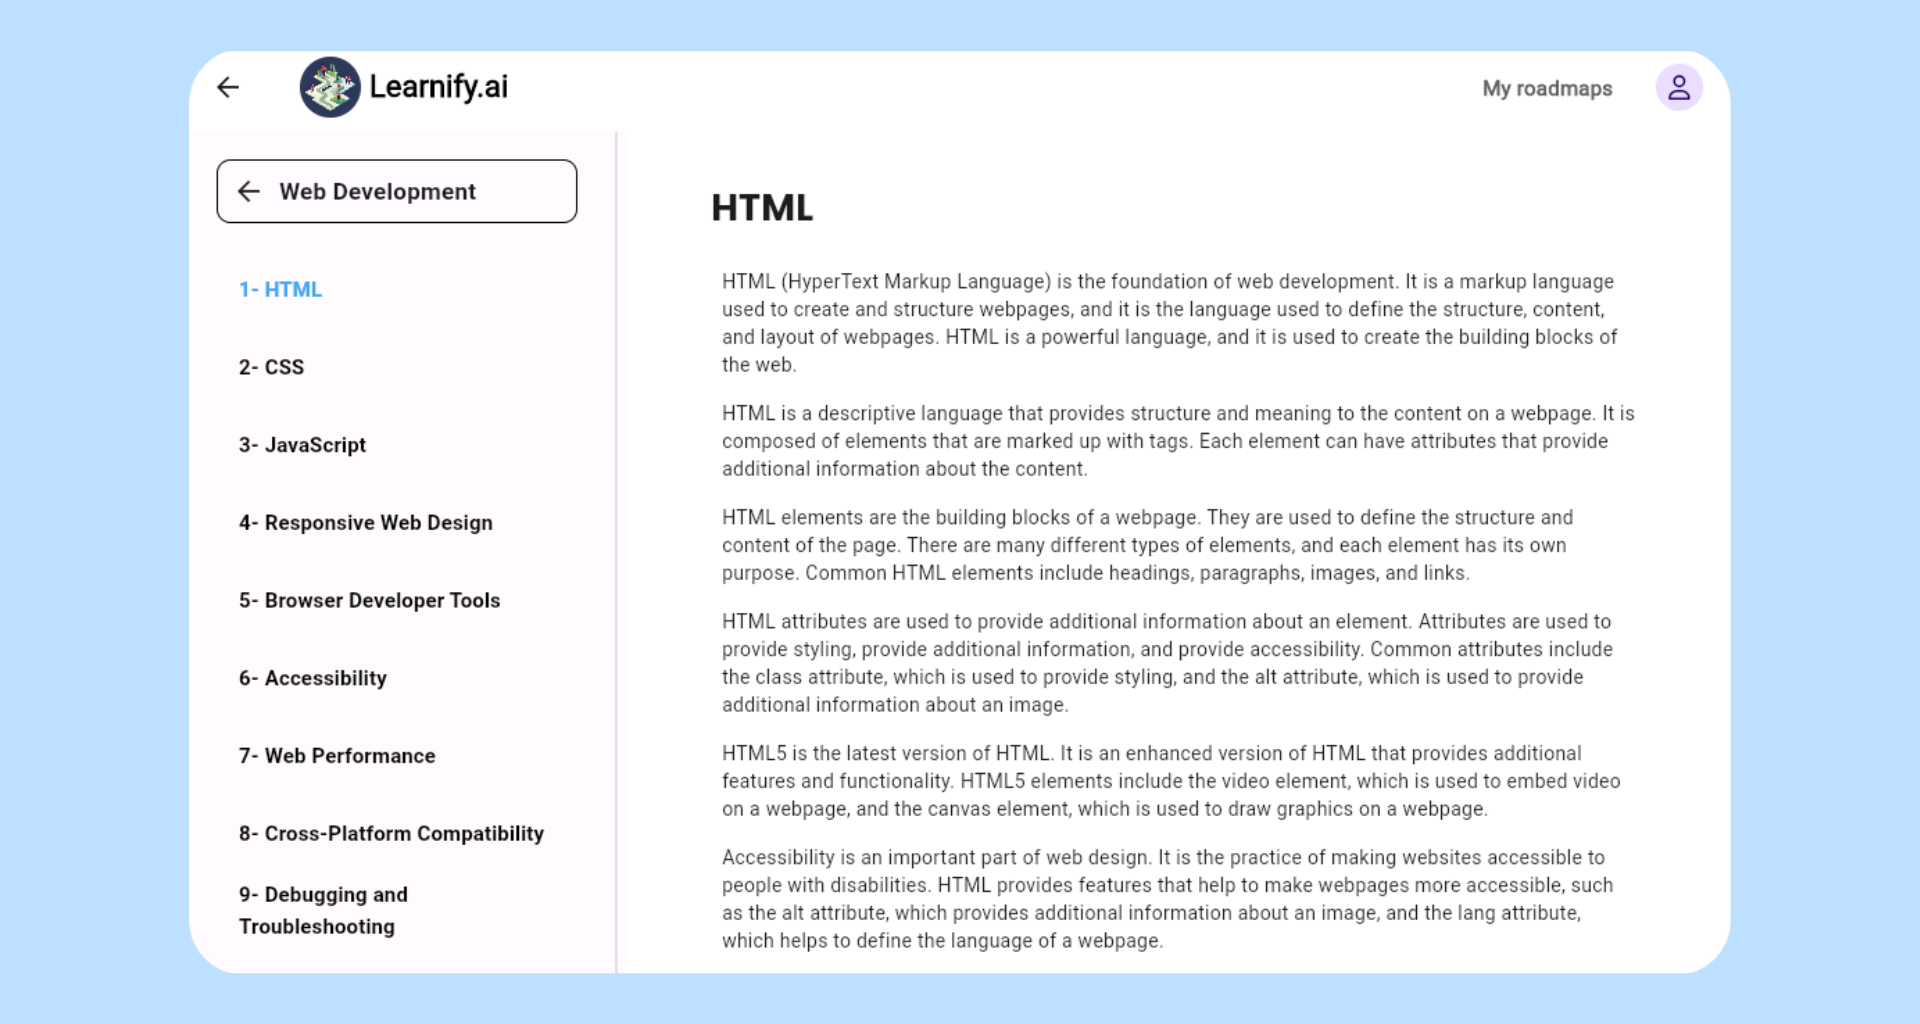 Learnify.ai
My roadmaps
Web Development
1- HTML
2- CSS
3- JavaScript
4- Responsive Web Design
5- Browser Developer Tools
6- Accessibility
7- Web Performance
8- Cross-Platform Compatibility
9- Debugging and
Troubleshooting
HTML
HTML (HyperText Markup Language) is the foundation of web development. It is a markup language
used to create and structure webpages, and it is the language used to define the structure, content,
and layout of webpages. HTML is a powerful language, and it is used to create the building blocks of
the web.
HTML is a descriptive language that provides structure and meaning to the content on a webpage. It is
composed of elements that are marked up with tags. Each element can have attributes that provide
additional information about the content.
HTML elements are the building blocks of a webpage. They are used to define the structure and
content of the page. There are many different types of elements, and each element has its own
purpose. Common HTML elements include headings, paragraphs, images, and links.
HTML attributes are used to provide additional information about an element. Attributes are used to
provide styling, provide additional information, and provide accessibility. Common attributes include
the class attribute, which is used to provide styling, and the alt attribute, which is used to provide
additional information about an image.
HTML5 is the latest version of HTML. It is an enhanced version of HTML that provides additional
features and functionality. HTML5 elements include the video element, which is used to embed video
on a webpage, and the canvas element, which is used to draw graphics on a webpage.
Accessibility is an important part of web design. It is the practice of making websites accessible to
people with disabilities. HTML provides features that help to make webpages more accessible, such
as the alt attribute, which provides additional information about an image, and the lang attribute,
which helps to define the language of a webpage.